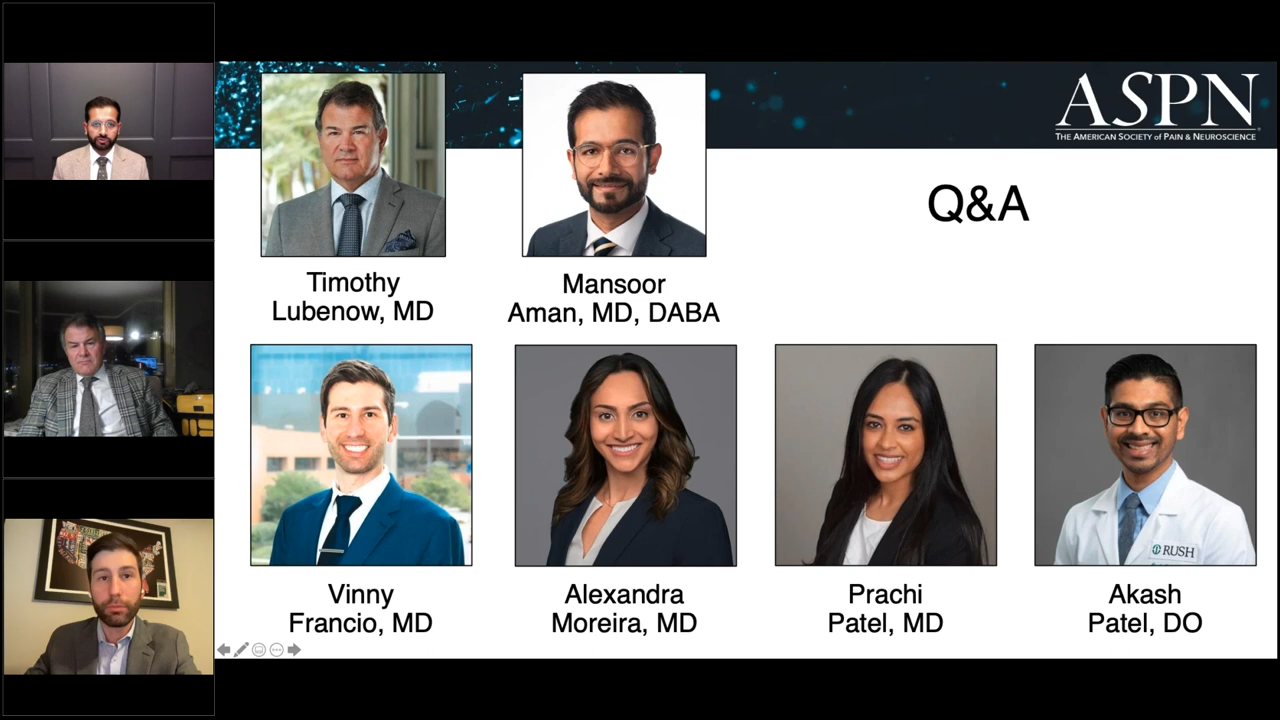 ASPN
THE AMERICAN SOCIETY of PAIN & NEUROSCIENCE
Q&A
Timothy
Lubenow, MD
Mansoor
Aman, MD, DABA
Vinny
Francio, MD
Alexandra
Moreira, MD
Prachi
Patel, MD
RUSH
Akash
Patel, DO